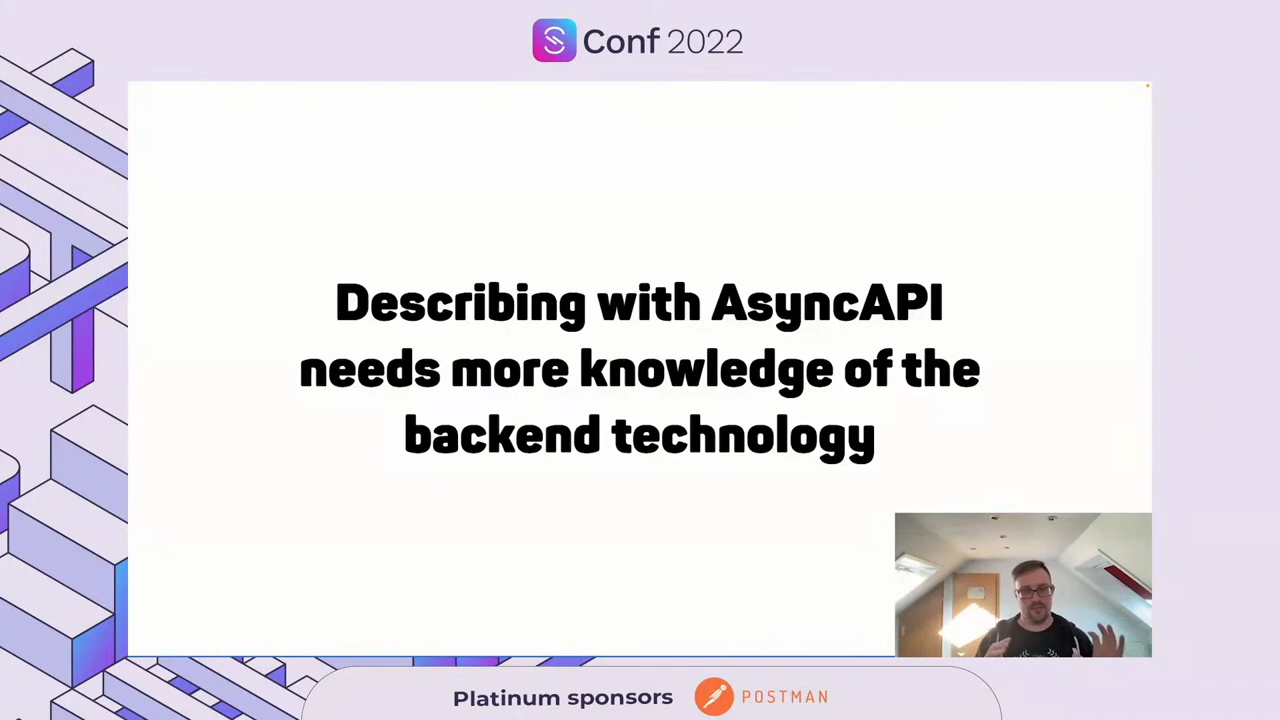 Conf 2022
Describing with AsyncAPI
needs more knowledge of the
backend technology
Platinum sponsors
POSTMAN